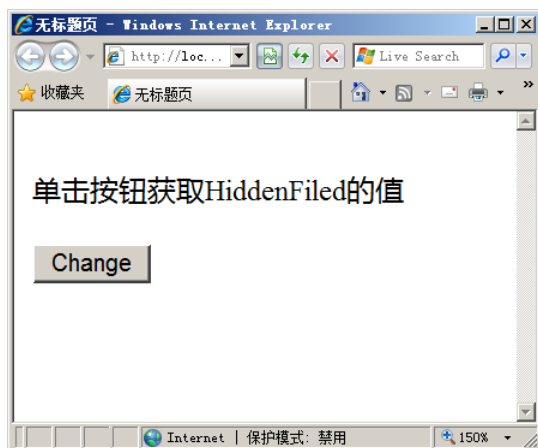 无标题页 - Windows Internet Explorer
http://loc...
Live Search
收藏夹
无标题页
单击按钮获取HiddenFiled的值
Change
Internet | 保护模式: 禁用
150%